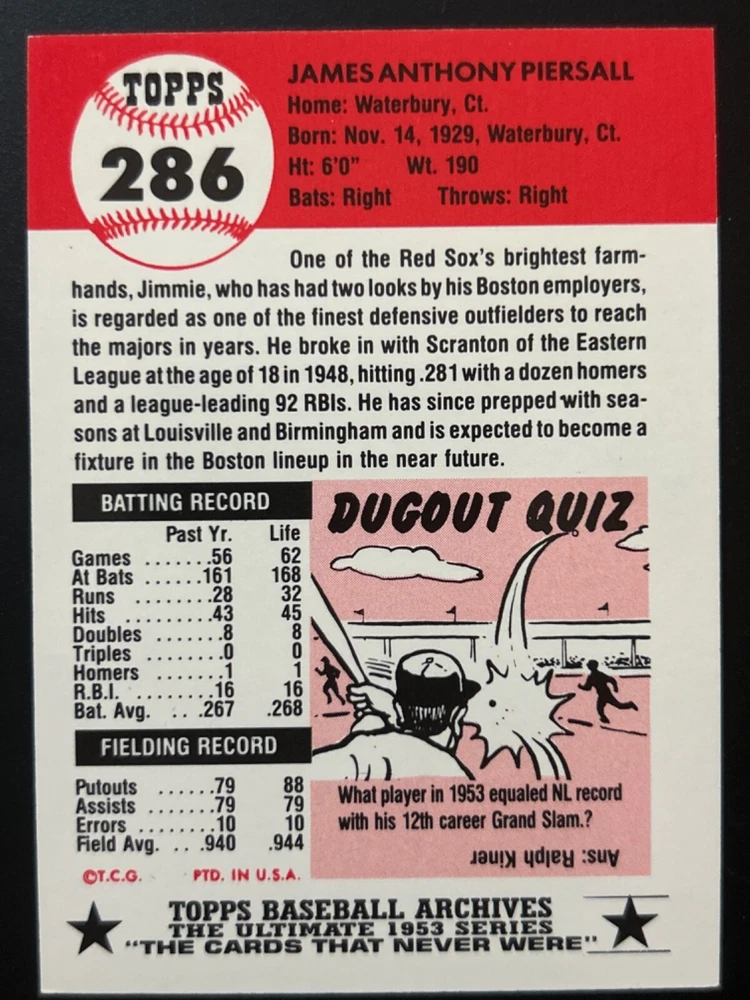 TOPPS
286
JAMES ANTHONY PIERSALL
Home: Waterbury, Ct.
Born: Nov. 14, 1929, Waterbury, Ct.
Ht: 6'0" Wt. 190
Bats: Right Throws: Right
One of the Red Sox's brightest farm-
hands, Jimmie, who has had two looks by his Boston employers,
is regarded as one of the finest defensive outfielders to reach
the majors in years. He broke in with Scranton of the Eastern
League at the age of 18 in 1948, hitting .281 with a dozen homers
and a league-leading 92 RBIs. He has since prepped with sea-
sons at Louisville and Birmingham and is expected to become a
fixture in the Boston lineup in the near future.
BATTING RECORD
Past Yr. Life
Games .......56 62
At Bats ......161 168
Runs ........28 32
Hits ........43 45
Doubles .......8 8
Triples .......0 0
Homers .......1 1
R.B.I. ........16 16
Bat. Avg. .. .267 .268
FIELDING RECORD
Putouts ......79 88
Assists ......79 79
Errors ........10 10
Field Avg. .. .940 .944
©T.C.G. PTD. IN U.S.A.
DUGOUT QUIZ
What player in 1953 equaled NL record
with his 12th career Grand Slam.?
Ans: Ralph Kiner
TOPPS BASEBALL ARCHIVES
THE ULTIMATE 1953 SERIES
"THE CARDS THAT NEVER WERE"